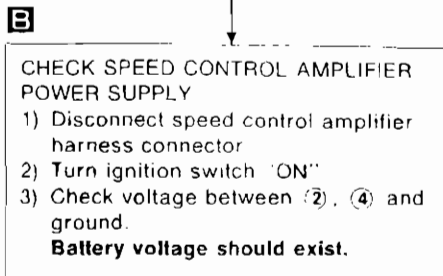 B
CHECK SPEED CONTROL AMPLIFIER
POWER SUPPLY
1) Disconnect speed control amplifier
harness connector
2) Turn ignition switch "ON"
3) Check voltage between ②, ④ and
ground.
Battery voltage should exist.